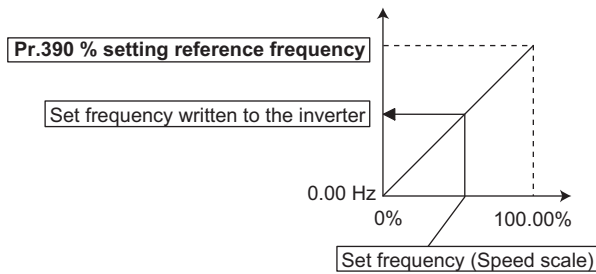 Pr.390 % setting reference frequency
Set frequency written to the inverter
0.00 Hz
0%
100.00%
Set frequency (Speed scale)